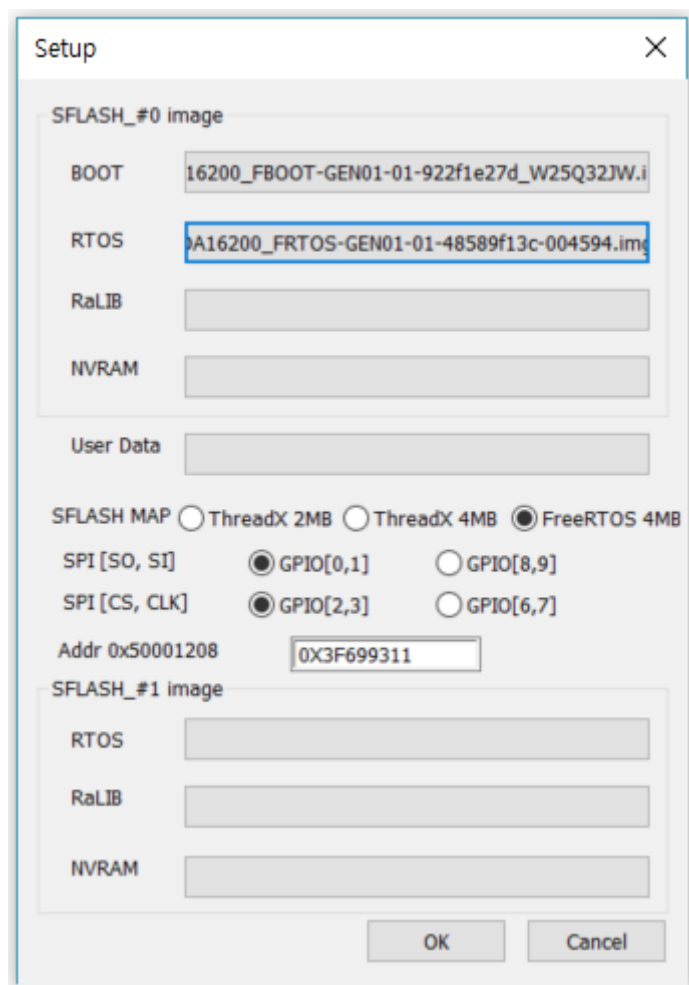 Setup
SFLASH_#0 image
BOOT 16200_FBOOT-GEN01-01-922f1e27d_W25Q32JW.i
RTOS DA16200_FRTOS-GEN01-01-48589f13c-004594.img
RaLIB
NVRAM
User Data
SFLASH MAP ThreadX 2MB ThreadX 4MB FreeRTOS 4MB
SPI [SO, SI] GPIO[0,1] GPIO[8,9]
SPI [CS, CLK] GPIO[2,3] GPIO[6,7]
Addr 0x50001208 0X3F699311
SFLASH_#1 image
RTOS
RaLIB
NVRAM
OK Cancel